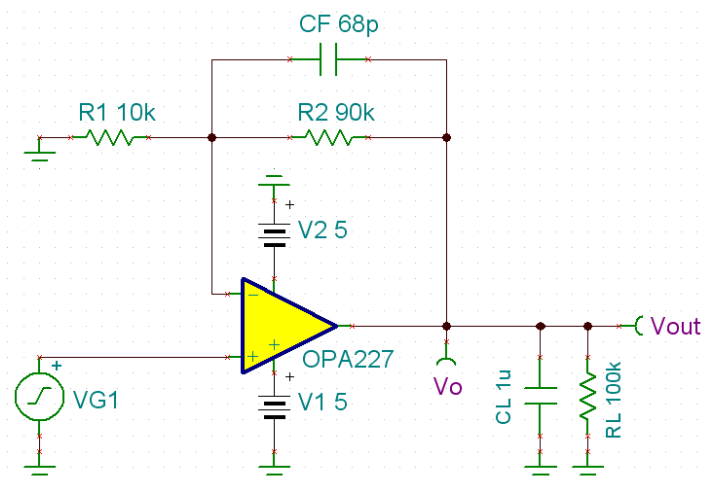 CF 68p
R1 10k
R2 90k
+
V2 5
−
+
+
OPA227
Vout
+
VG1
+
V1 5
Vo
CL 1u
RL 100k